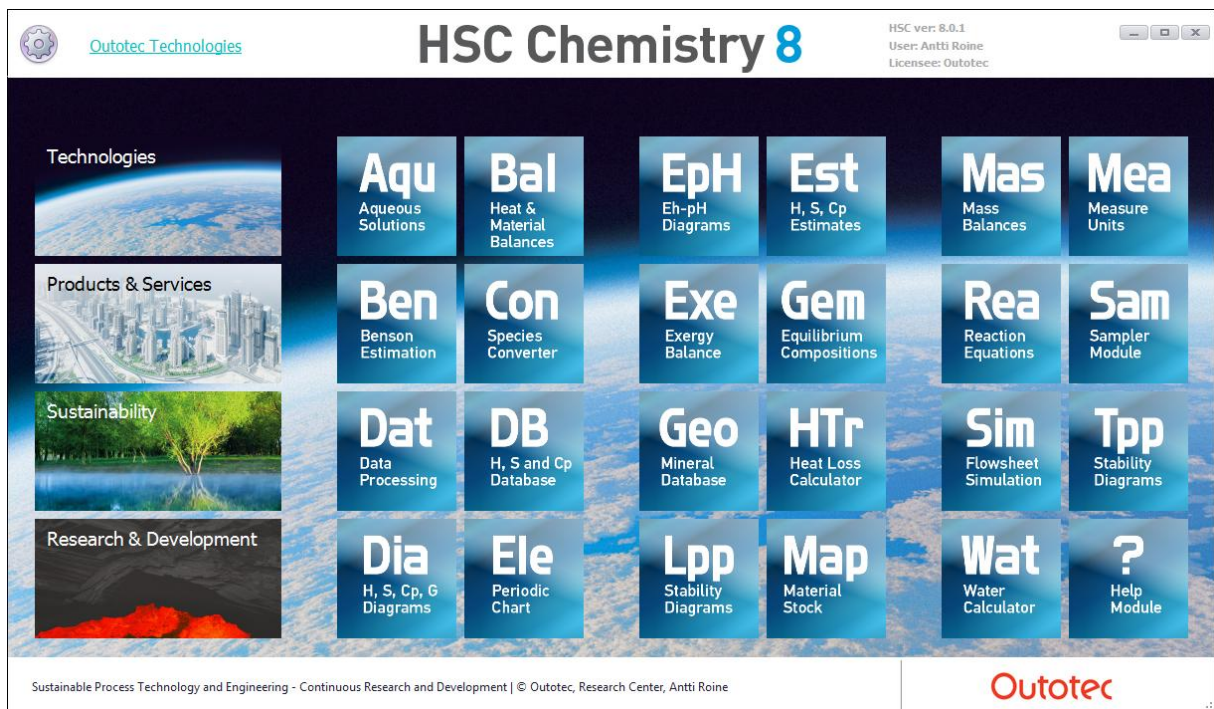 Outotec Technologies
HSC Chemistry 8
HSC ver: 8.0.1
User: Antti Roine
Licensee: Outotec
Technologies
Products & Services
Sustainability
Research & Development
Aqu
Aqueous
Solutions
Bal
Heat &
Material
Balances
EpH
Eh-pH
Diagrams
Est
H, S, Cp
Estimates
Mas
Mass
Balances
Mea
Measure
Units
Ben
Benson
Estimation
Con
Species
Converter
Exe
Exergy
Balance
Gem
Equilibrium
Compositions
Rea
Reaction
Equations
Sam
Sampler
Module
Dat
Data
Processing
DB
H, S and Cp
Database
Geo
Mineral
Database
HTr
Heat Loss
Calculator
Sim
Flowsheet
Simulation
Tpp
Stability
Diagrams
Dia
H, S, Cp, G
Diagrams
Ele
Periodic
Chart
Lpp
Stability
Diagrams
Map
Material
Stock
Wat
Water
Calculator
?
Help
Module
Sustainable Process Technology and Engineering - Continuous Research and Development | © Outotec, Research Center, Antti Roine
Outotec